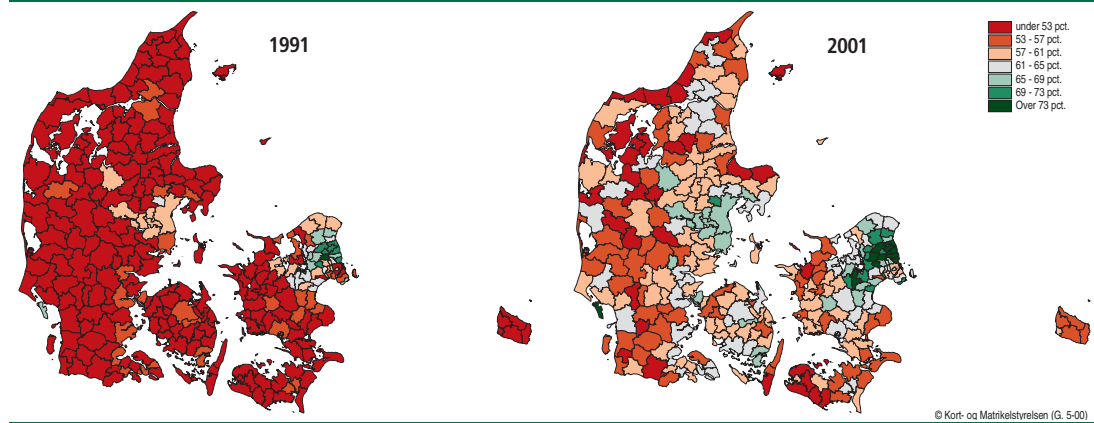 1991
2001
under 53 pct.
53 - 57 pct.
57 - 61 pct.
61 - 65 pct.
65 - 69 pct.
69 - 73 pct.
Over 73 pct.
© Kort- og Matrikelstyrelsen (G. 5-00)